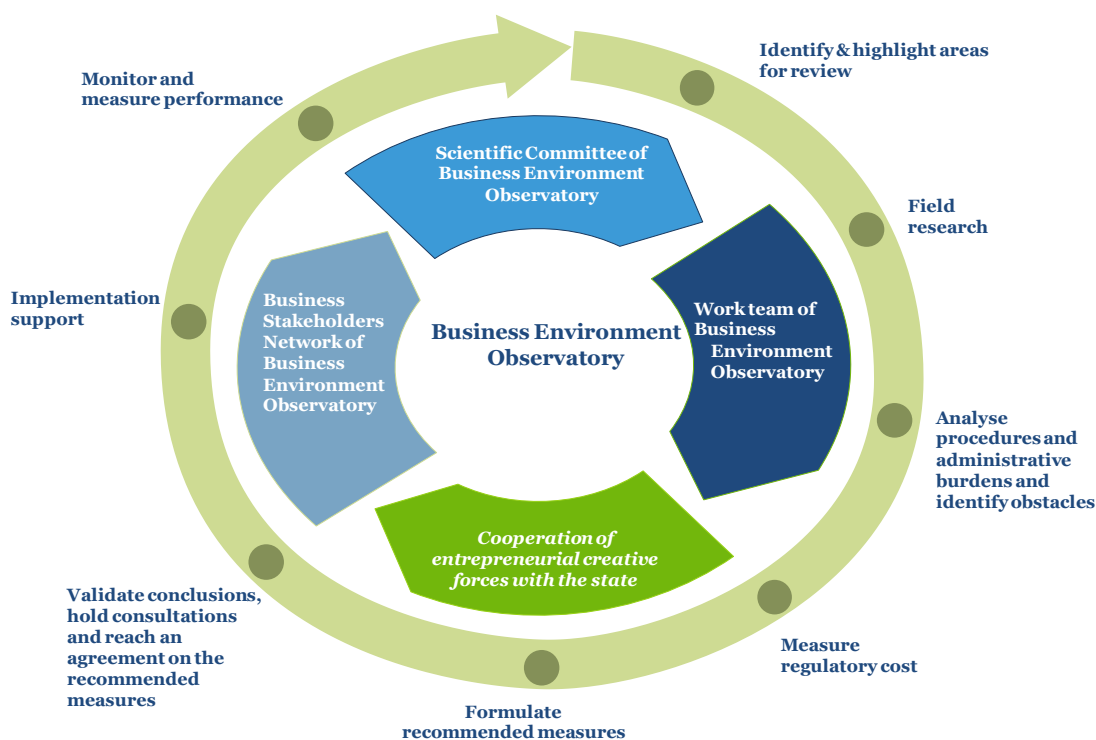 Identify & highlight areas
for review
Field
research
Analyse
procedures and
administrative
burdens and
identify obstacles
Measure
regulatory cost
Formulate
recommended measures
Validate conclusions,
hold consultations
and reach an
agreement on the
recommended
measures
Implementation
support
Monitor and
measure performance
Scientific Committee of
Business Environment
Observatory
Work team of
Business
Environment
Observatory
Cooperation of
entrepreneurial creative
forces with the state
Business
Stakeholders
Network of
Business
Environment
Observatory
Business Environment
Observatory